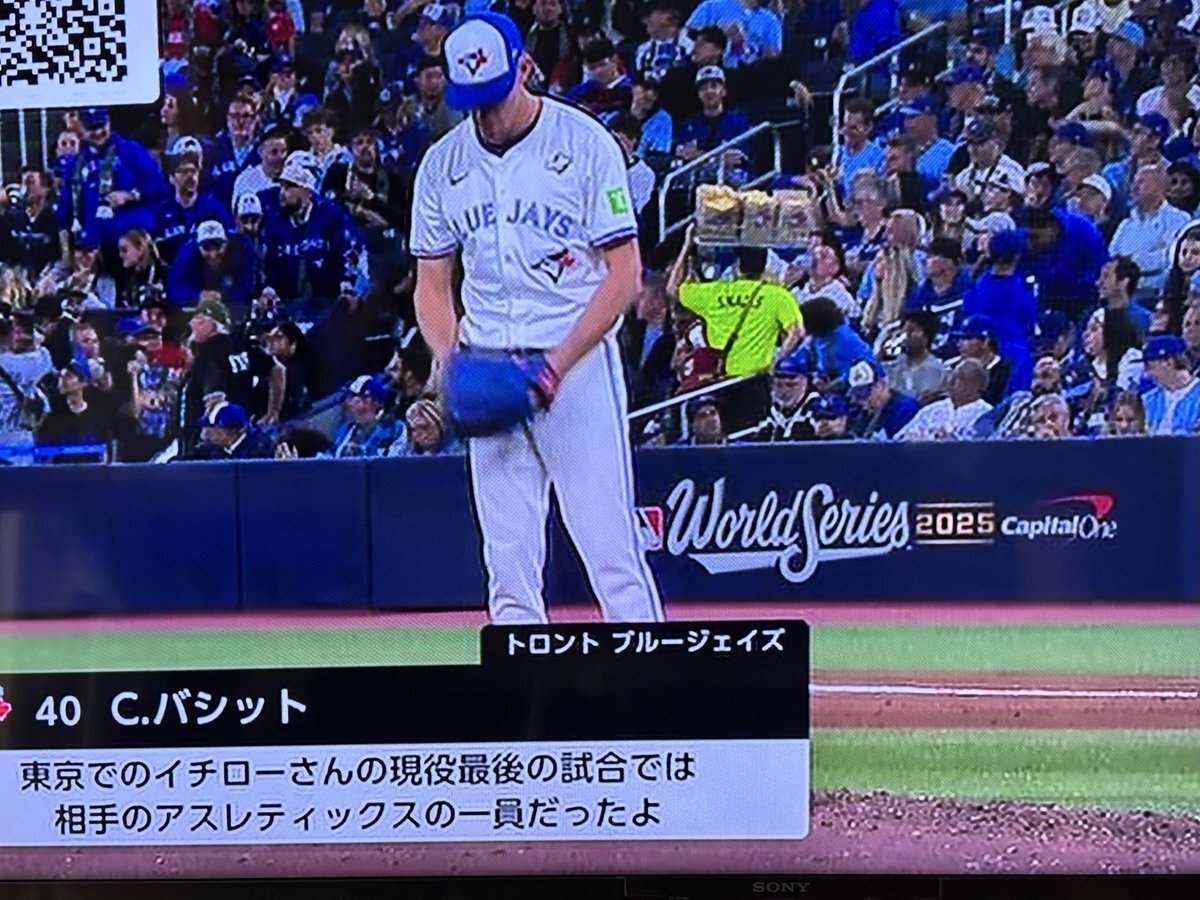 BLUE JAYS
SNACKS
World Series 2025 Capital One
トロント ブルージェイズ
40 C.バシット
東京でのイチローさんの現役最後の試合では
相手のアスレティックスの一員だったよ
SONY